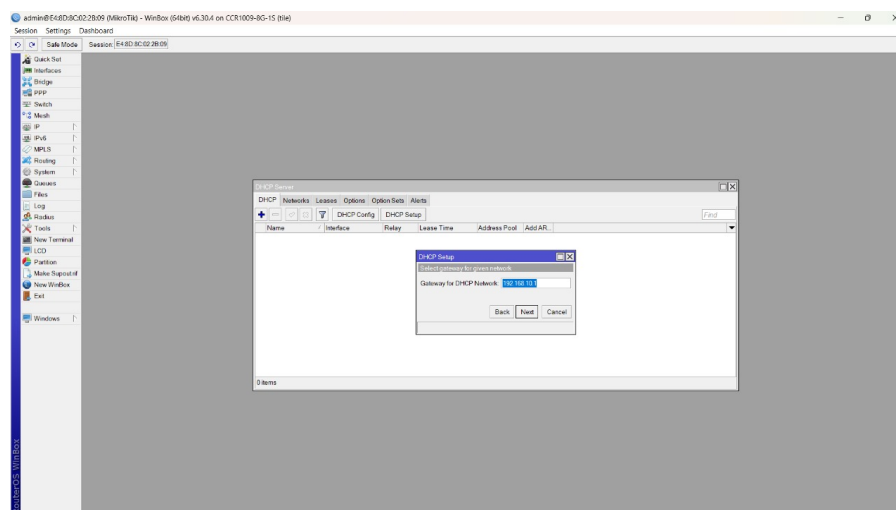 admin@E4:8D:8C:02:2B:09 (MikroTik) - WinBox (64bit) v6.30.4 on CCR1009-8G-1S (tile)
Session Settings Dashboard
Safe Mode Session: E4:8D:8C:02:2B:09
Quick Set
Interfaces
Bridge
PPP
Switch
Mesh
IP
IPv6
MPLS
Routing
System
Queues
Files
Log
Radius
Tools
New Terminal
LCD
Partition
Make Supout.rif
New WinBox
Exit
Windows
RouterOS WinBox
DHCP Server
DHCP Networks Leases Options Option Sets Alerts
DHCP Config DHCP Setup Find
Name Interface Relay Lease Time Address Pool Add AR...
DHCP Setup
Select gateway for given network
Gateway for DHCP Network: 192.168.10.1
Back Next Cancel
0 items